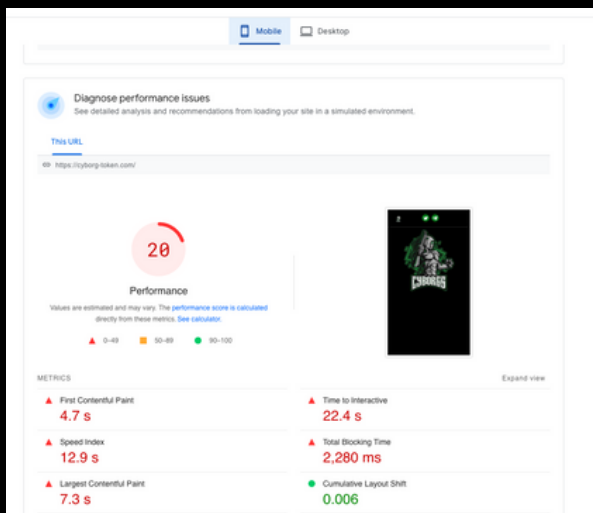 Mobile
Desktop
Diagnose performance issues
See detailed analysis and recommendations from loading your site in a simulated environment.
This URL
https://cyborg-token.com/
20
Performance
Values are estimated and may vary. The performance score is calculated
directly from these metrics. See calculator.
0–49
50–89
90–100
CYBORGS
METRICS
Expand view
First Contentful Paint
4.7 s
Time to Interactive
22.4 s
Speed Index
12.9 s
Total Blocking Time
2,280 ms
Largest Contentful Paint
7.3 s
Cumulative Layout Shift
0.006